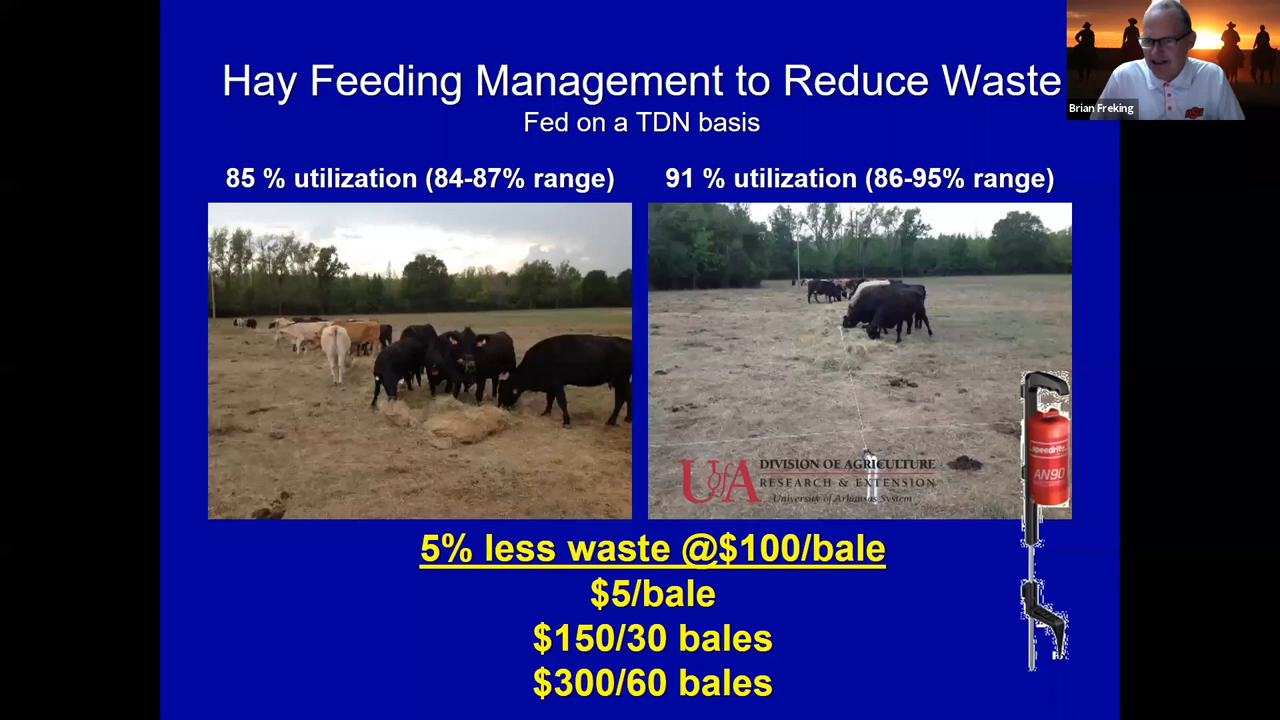 Hay Feeding Management to Reduce Waste
Fed on a TDN basis
Brian Freking
85 % utilization (84-87% range)
91 % utilization (86-95% range)
UofA DIVISION OF AGRICULTURE
RESEARCH & EXTENSION
University of Arkansas System
speedrite
AN90
5% less waste @$100/bale
$5/bale
$150/30 bales
$300/60 bales